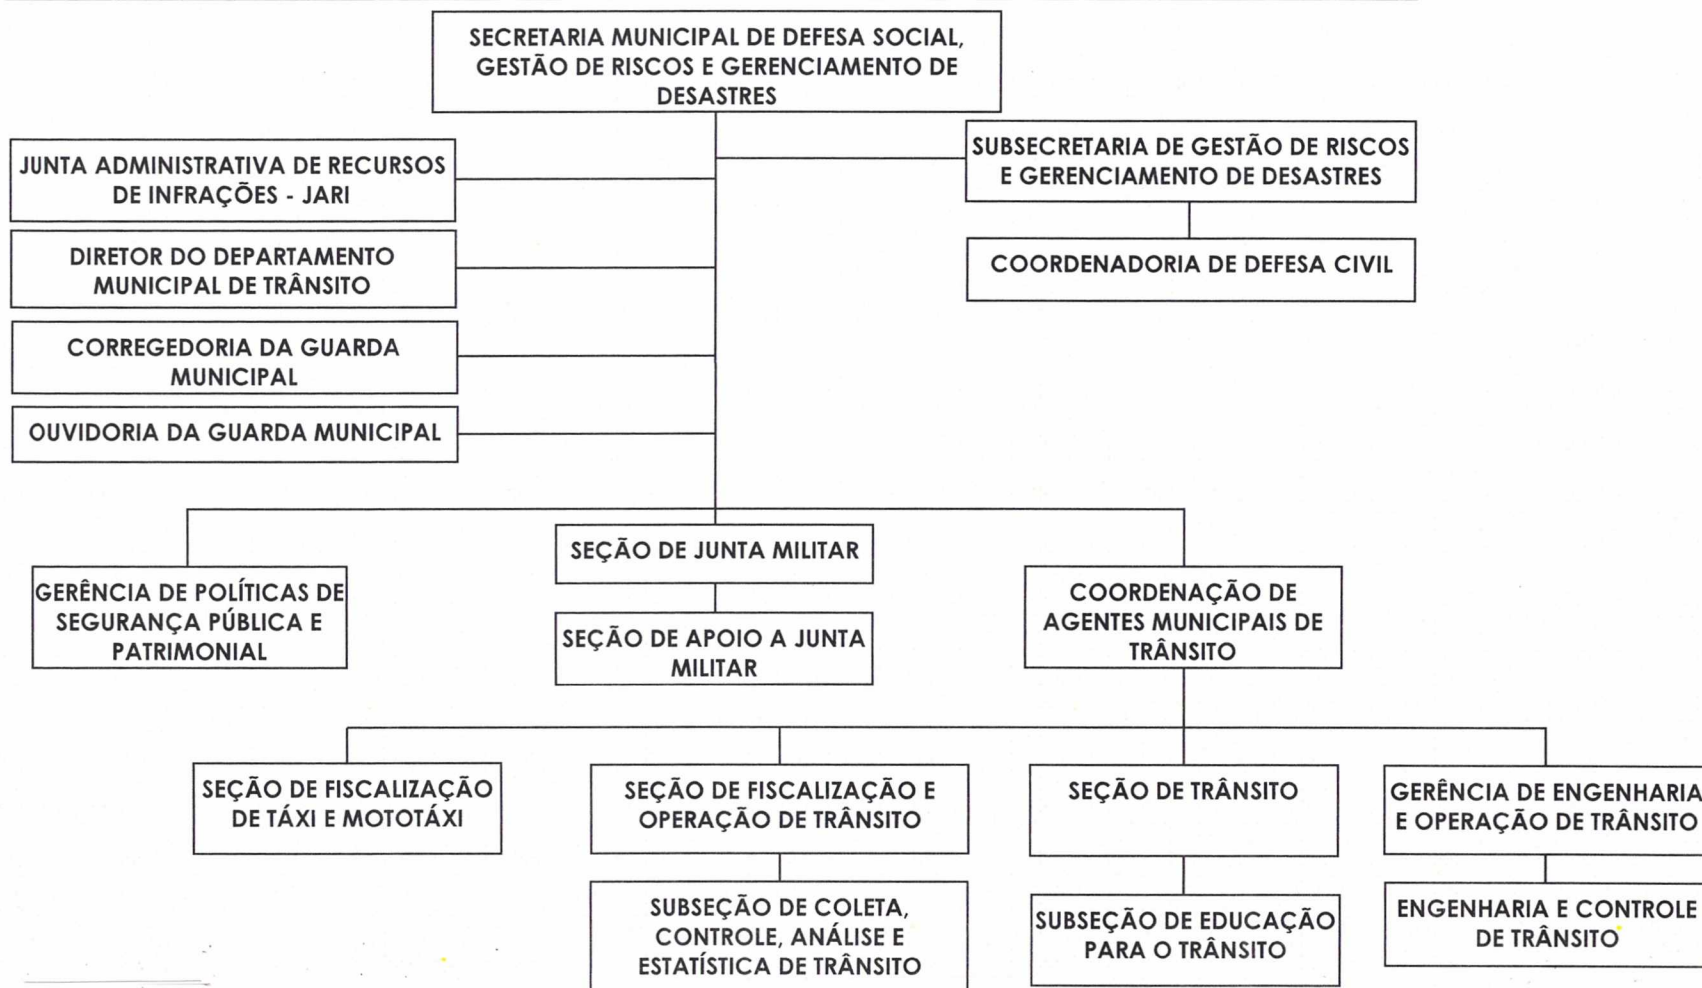 SECRETARIA MUNICIPAL DE DEFESA SOCIAL,
GESTÃO DE RISCOS E GERENCIAMENTO DE
DESASTRES
SUBSECRETARIA DE GESTÃO DE RISCOS
E GERENCIAMENTO DE DESASTRES
JUNTA ADMINISTRATIVA DE RECURSOS
DE INFRAÇÕES - JARI
DIRETOR DO DEPARTAMENTO
MUNICIPAL DE TRÂNSITO
COORDENADORIA DE DEFESA CIVIL
CORREGEDORIA DA GUARDA
MUNICIPAL
OUVIDORIA DA GUARDA MUNICIPAL
GERÊNCIA DE POLÍTICAS DE
SEGURANÇA PÚBLICA E
PATRIMONIAL
SEÇÃO DE JUNTA MILITAR
SEÇÃO DE APOIO A JUNTA
MILITAR
COORDENAÇÃO DE
AGENTES MUNICIPAIS DE
TRÂNSITO
SEÇÃO DE FISCALIZAÇÃO
DE TÁXI E MOTOTÁXI
SEÇÃO DE FISCALIZAÇÃO E
OPERAÇÃO DE TRÂNSITO
SEÇÃO DE TRÂNSITO
GERÊNCIA DE ENGENHARIA
E OPERAÇÃO DE TRÂNSITO
SUBSEÇÃO DE COLETA,
CONTROLE, ANÁLISE E
ESTATÍSTICA DE TRÂNSITO
SUBSEÇÃO DE EDUCAÇÃO
PARA O TRÂNSITO
ENGENHARIA E CONTROLE
DE TRÂNSITO